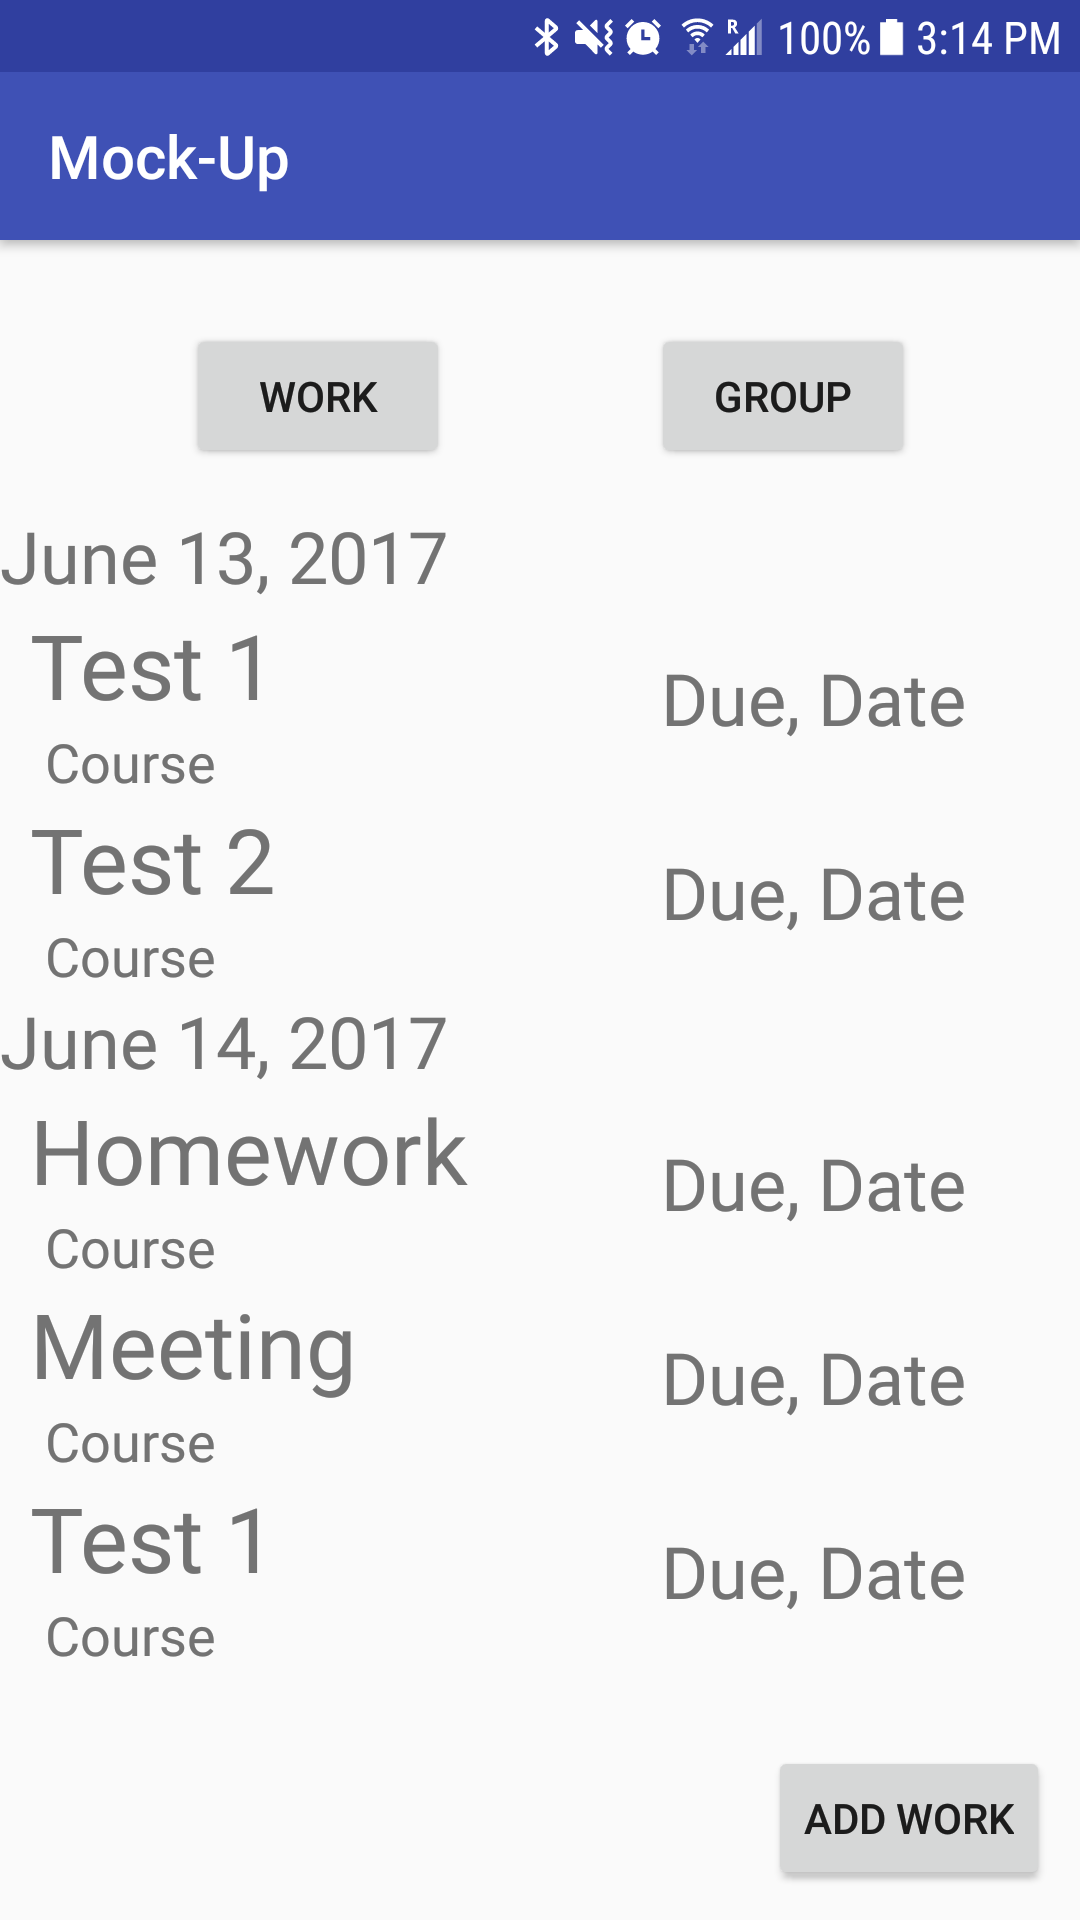 R 100% 3:14 PM
Mock-Up
WORK GROUP
June 13, 2017
Test 1
Due, Date
Course
Test 2
Due, Date
Course
June 14, 2017
Homework
Due, Date
Course
Meeting
Due, Date
Course
Test 1
Due, Date
Course
ADD WORK